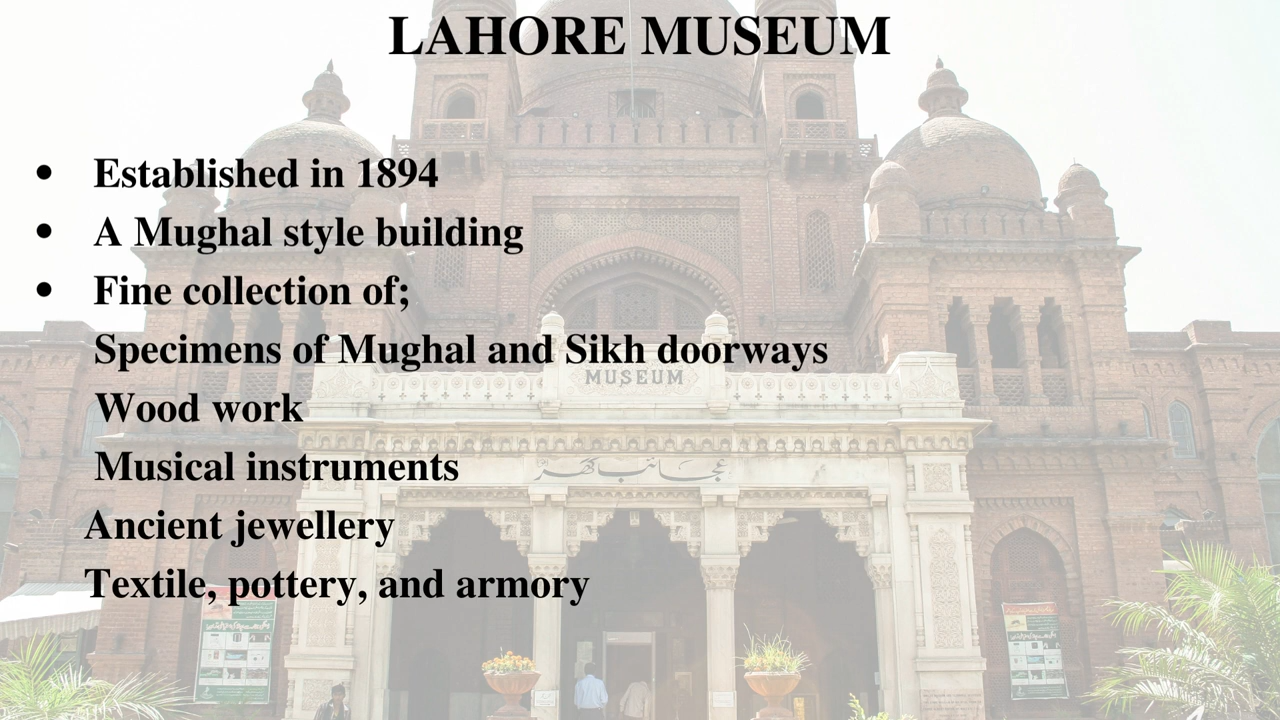 LAHORE MUSEUM
• Established in 1894
• A Mughal style building
• Fine collection of;
Specimens of Mughal and Sikh doorways
MUSEUM
Wood work
Musical instruments
عجائب گھر
Ancient jewellery
Textile, pottery, and armory